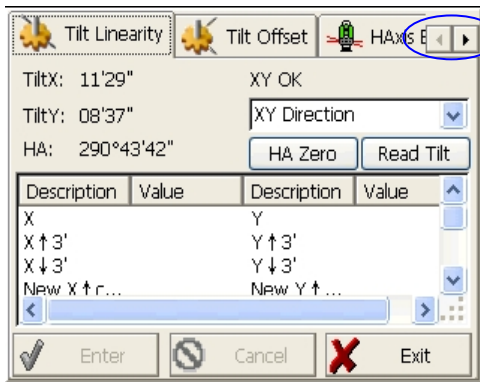 Tilt Linearity Tilt Offset HAxis
TiltX: 11'29" XY OK
TiltY: 08'37" XY Direction
HA: 290°43'42" HA Zero Read Tilt
Description Value Description Value
X Y
X↑3' Y↑3'
X↓3' Y↓3'
New X↑c... New Y↑...
Enter Cancel Exit